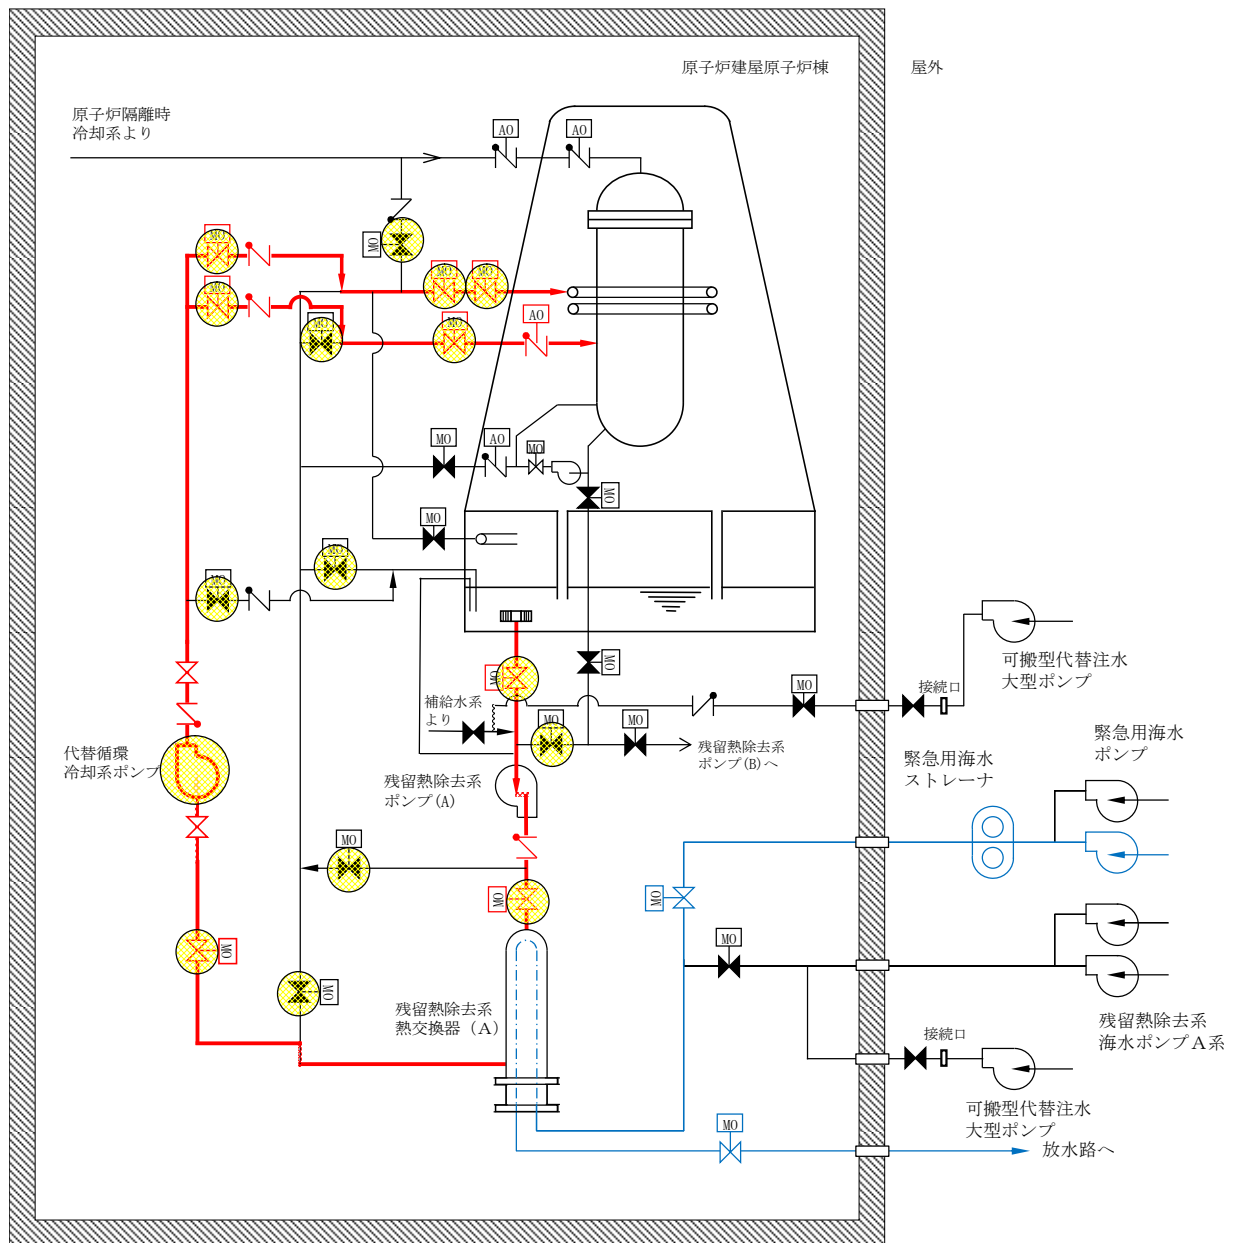 原子炉建屋原子炉棟
屋外
原子炉隔離時
冷却系より
AO
AO
MO
MO
MO
MO
MO
MO
MO
MO
AO
MO
AO
MO
MO
MO
MO
MO
MO
MO
補給水系
より
MO
MO
MO
接続口
可搬型代替注水
大型ポンプ
残留熱除去系
ポンプ(B)へ
代替循環
冷却系ポンプ
残留熱除去系
ポンプ(A)
緊急用海水
ストレーナ
緊急用海水
ポンプ
MO
MO
MO
MO
MO
MO
残留熱除去系
熱交換器（A）
残留熱除去系
海水ポンプA系
接続口
可搬型代替注水
大型ポンプ
MO
放水路へ